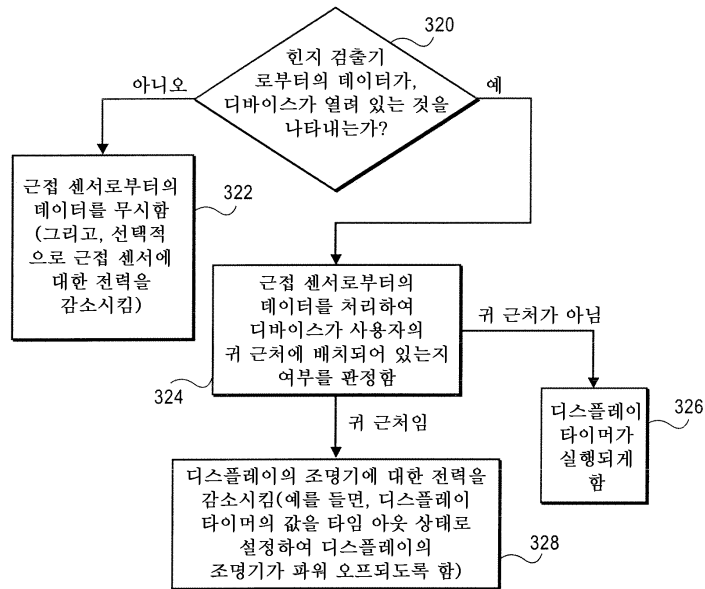 320
힌지 검출기
로부터의 데이터가,
디바이스가 열려 있는 것을
나타내는가?
아니오
예
근접 센서로부터의
데이터를 무시함
(그리고, 선택적
으로 근접 센서에
대한 전력을
감소시킴)
322
근접 센서로부터의
데이터를 처리하여
디바이스가 사용자의
귀 근처에 배치되어 있는지
여부를 판정함
324
귀 근처가 아님
디스플레이
타이머가
실행되게
함
326
귀 근처임
디스플레이의 조명기에 대한 전력을
감소시킴(예를 들면, 디스플레이
타이머의 값을 타임 아웃 상태로
설정하여 디스플레이의
조명기가 파워 오프되도록 함)
328